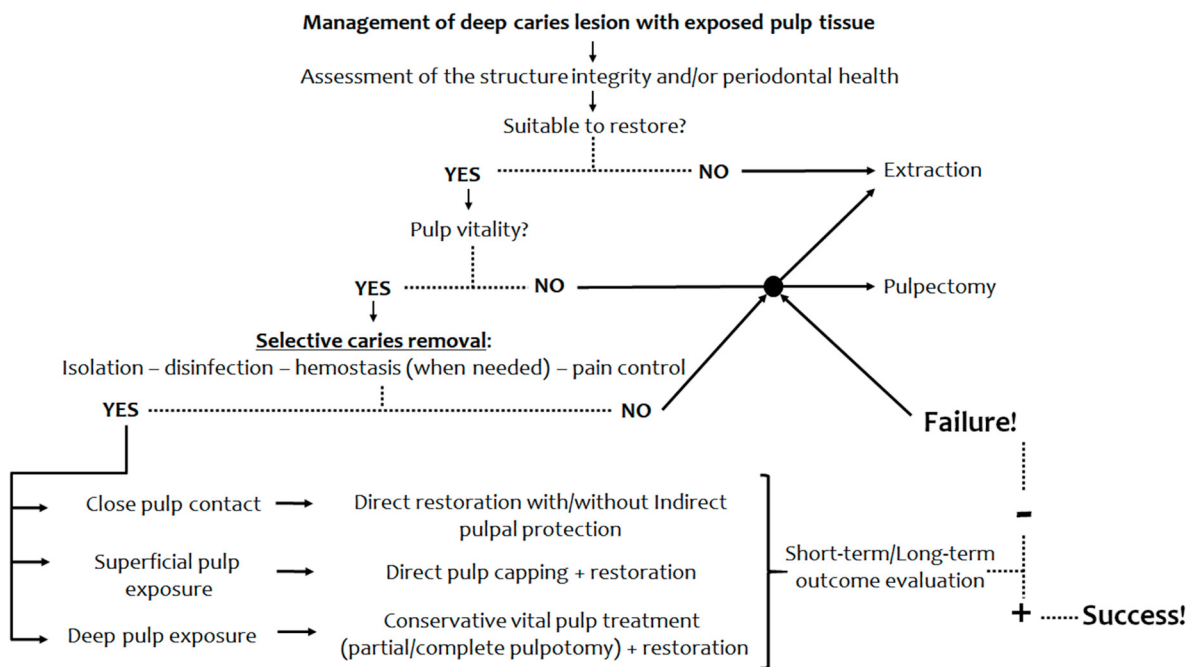 Management of deep caries lesion with exposed pulp tissue
Assessment of the structure integrity and/or periodontal health
Suitable to restore?
YES
NO
Extraction
Pulp vitality?
YES
NO
Pulpectomy
Selective caries removal:
Isolation – disinfection – hemostasis (when needed) – pain control
YES
NO
Failure!
Close pulp contact
Direct restoration with/without Indirect
pulpal protection
-
Superficial pulp
exposure
Direct pulp capping + restoration
Short-term/Long-term
outcome evaluation
Deep pulp exposure
Conservative vital pulp treatment
(partial/complete pulpotomy) + restoration
+
Success!